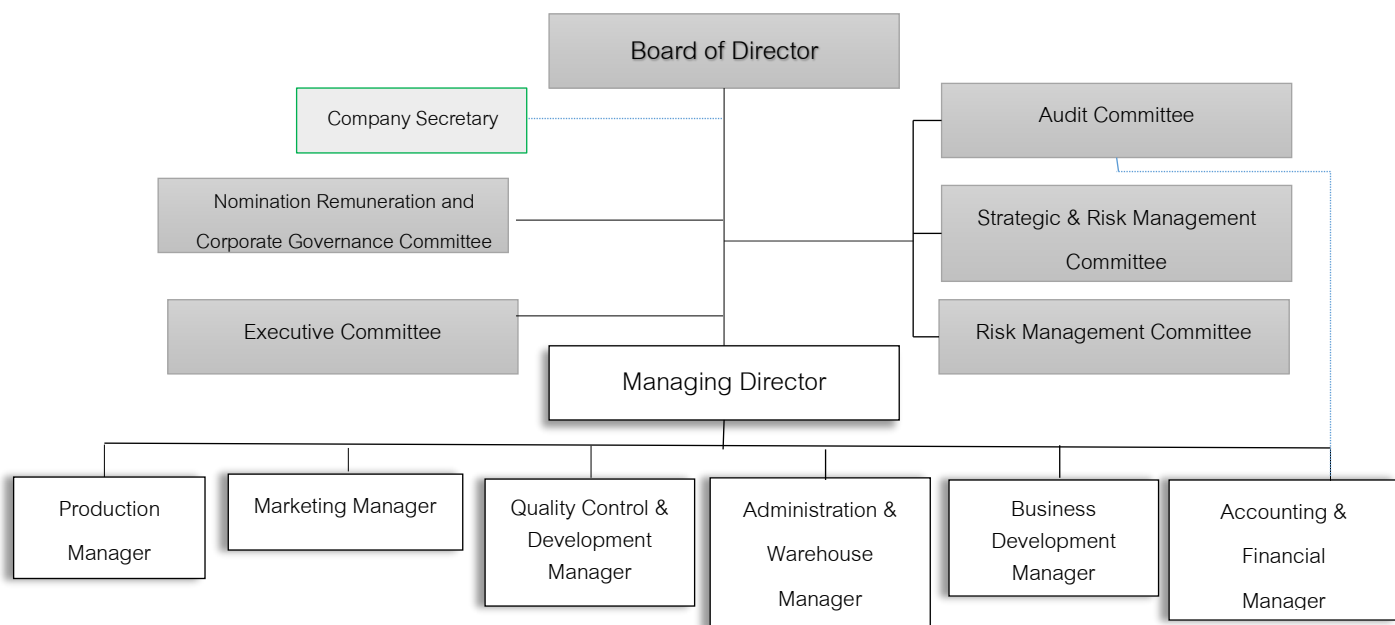 Board of Director
Company Secretary
Audit Committee
Nomination Remuneration and
Corporate Governance Committee
Strategic & Risk Management
Committee
Executive Committee
Risk Management Committee
Managing Director
Production
Manager
Marketing Manager
Quality Control &
Development
Manager
Administration &
Warehouse
Manager
Business
Development
Manager
Accounting &
Financial
Manager